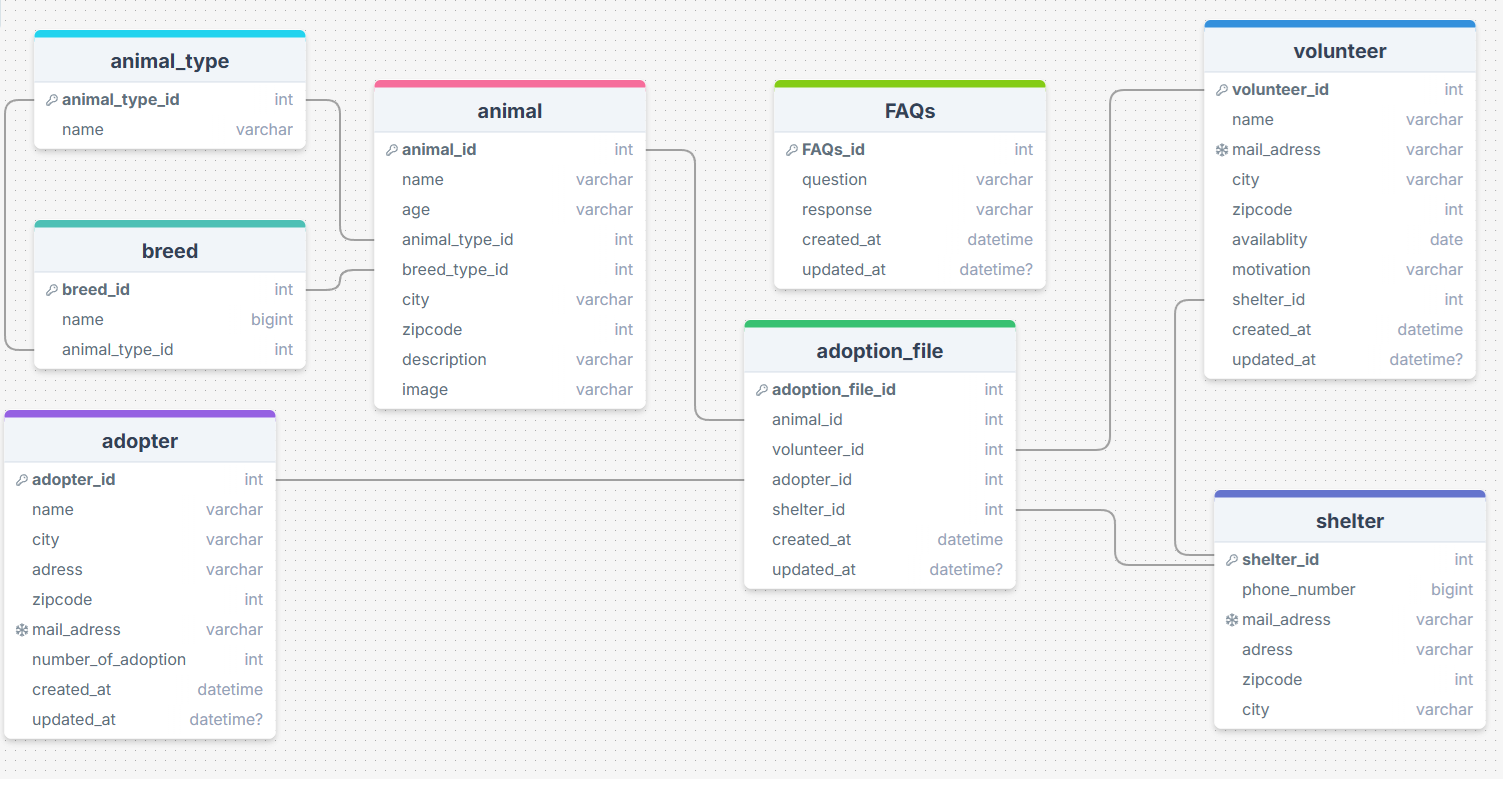 animal_type
animal_type_id int
name varchar
breed
breed_id int
name bigint
animal_type_id int
adopter
adopter_id int
name varchar
city varchar
adress varchar
zipcode int
mail_adress varchar
number_of_adoption int
created_at datetime
updated_at datetime?
animal
animal_id int
name varchar
age varchar
animal_type_id int
breed_type_id int
city varchar
zipcode int
description varchar
image varchar
FAQs
FAQs_id int
question varchar
response varchar
created_at datetime
updated_at datetime?
adoption_file
adoption_file_id int
animal_id int
volunteer_id int
adopter_id int
shelter_id int
created_at datetime
updated_at datetime?
volunteer
volunteer_id int
name varchar
mail_adress varchar
city varchar
zipcode int
availablity date
motivation varchar
shelter_id int
created_at datetime
updated_at datetime?
shelter
shelter_id int
phone_number bigint
mail_adress varchar
adress varchar
zipcode int
city varchar